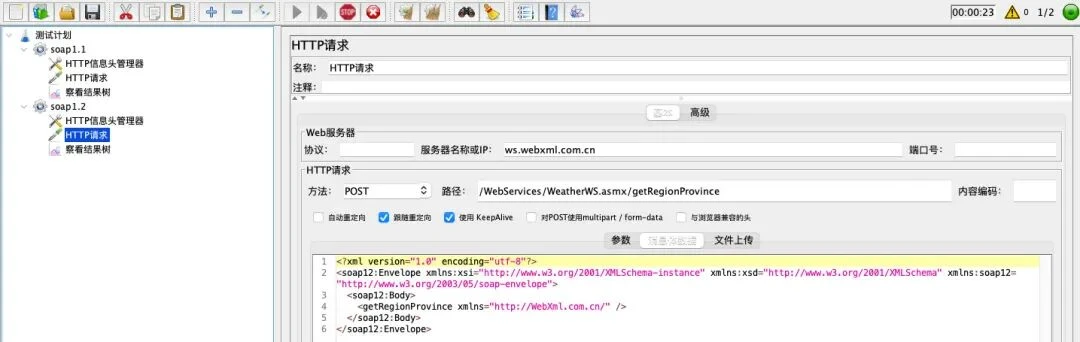 00:00:23 0 1/2
测试计划
soap1.1
HTTP信息头管理器
HTTP请求
察看结果树
soap1.2
HTTP信息头管理器
HTTP请求
察看结果树
HTTP请求
名称： HTTP请求
注释：
基本 高级
Web服务器
协议： 服务器名称或IP： ws.webxml.com.cn 端口号：
HTTP请求
方法： POST 路径： /WebServices/WeatherWS.asmx/getRegionProvince 内容编码：
自动重定向 跟随重定向 使用 KeepAlive 对POST使用multipart / form-data 与浏览器兼容的头
参数 消息体数据 文件上传
1 <?xml version="1.0" encoding="utf-8"?>
2 <soap12:Envelope xmlns:xsi="http://www.w3.org/2001/XMLSchema-instance" xmlns:xsd="http://www.w3.org/2001/XMLSchema" xmlns:soap12=
"http://www.w3.org/2003/05/soap-envelope">
3 <soap12:Body>
4 <getRegionProvince xmlns="http://WebXml.com.cn/" />
5 </soap12:Body>
6 </soap12:Envelope>